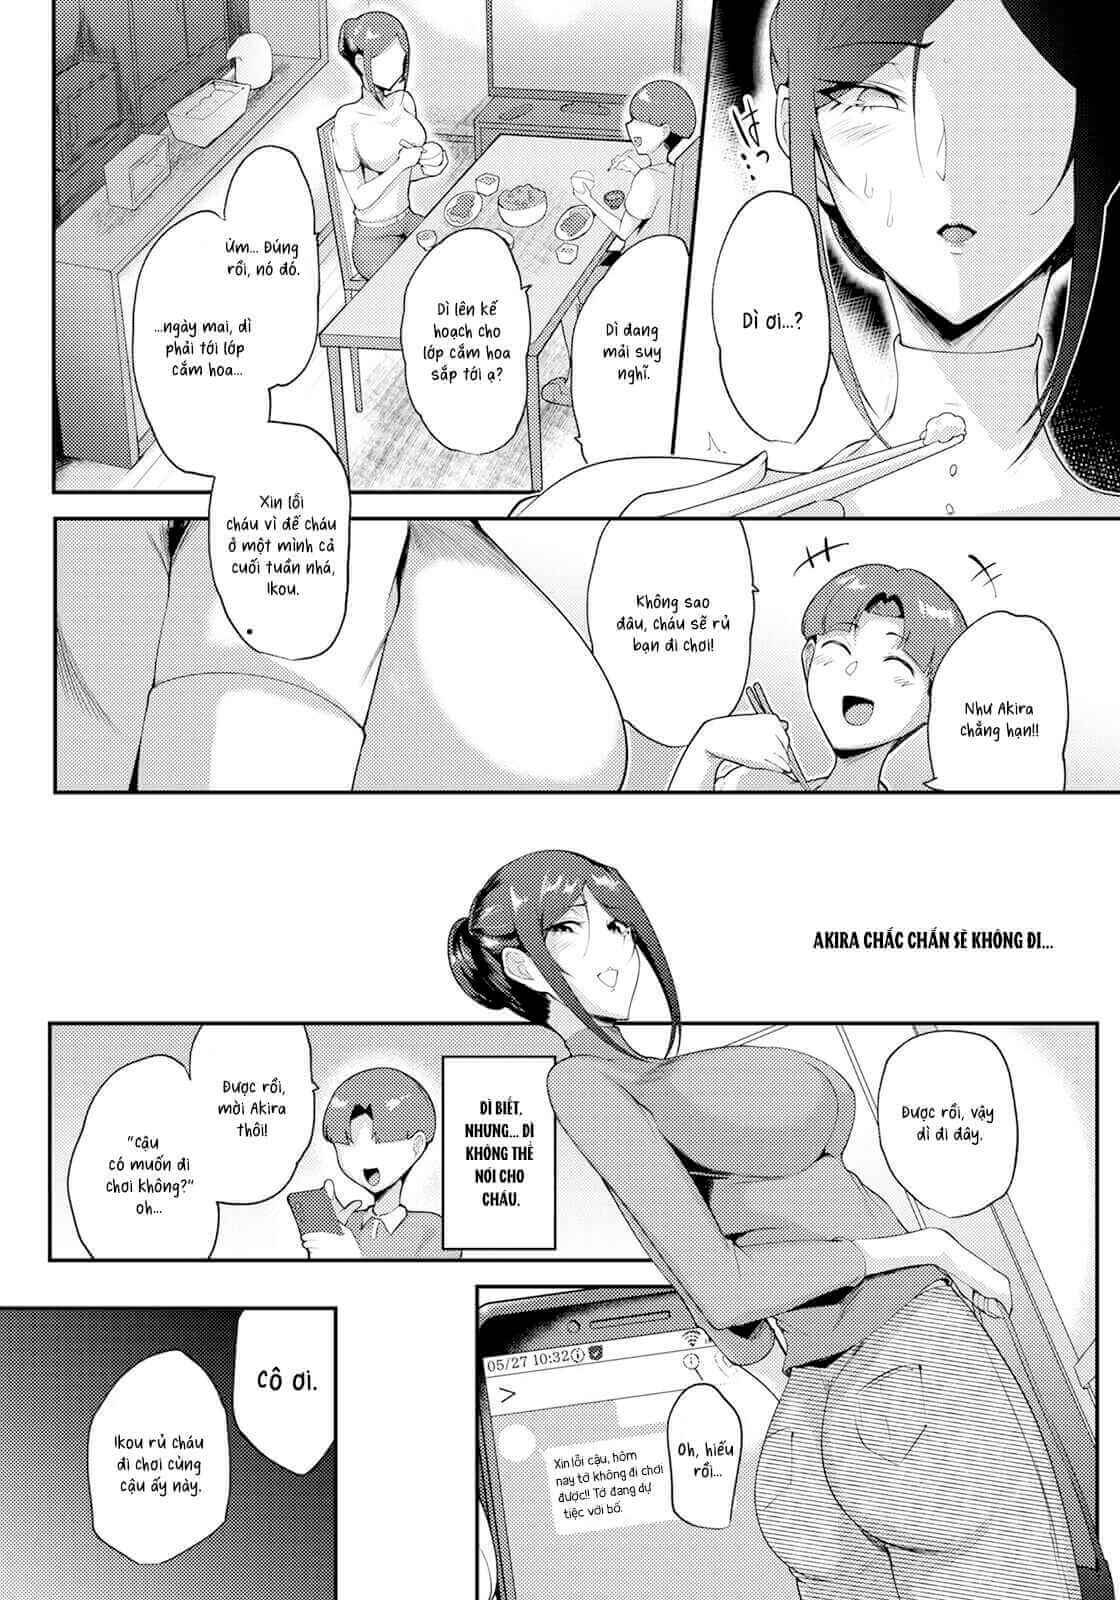 はっ…
Dì ơi...?
Dì đang
mải suy
nghĩ.
Dì lên kế
hoạch cho
lớp cắm hoa
sắp tới ạ?
Ừm... Đúng
rồi, nó đó.
...ngày mai, dì
phải tới lớp
cắm hoa...
Xin lỗi
cháu vì để cháu
ở một mình cả
cuối tuần nhá,
Ikou.
Không sao
đâu, cháu sẽ rủ
bạn đi chơi!
Như Akira
chẳng hạn!!
AKIRA CHẮC CHẮN SẼ KHÔNG ĐI...
Được rồi, vậy
dì đi đây.
DÌ BIẾT,
NHƯNG... DÌ
KHÔNG THỂ
NÓI CHO
CHÁU.
Được rồi,
mời Akira
thôi!
"Cậu
có muốn đi
chơi không?"
oh...
05/27 10:32
>
Xin lỗi cậu, hôm
nay tớ không đi chơi
được!! Tớ đang dự
tiệc với bố.
Oh, hiếu
rồi...
Cô ơi.
Ikou rủ cháu
đi chơi cùng
cậu ấy này.